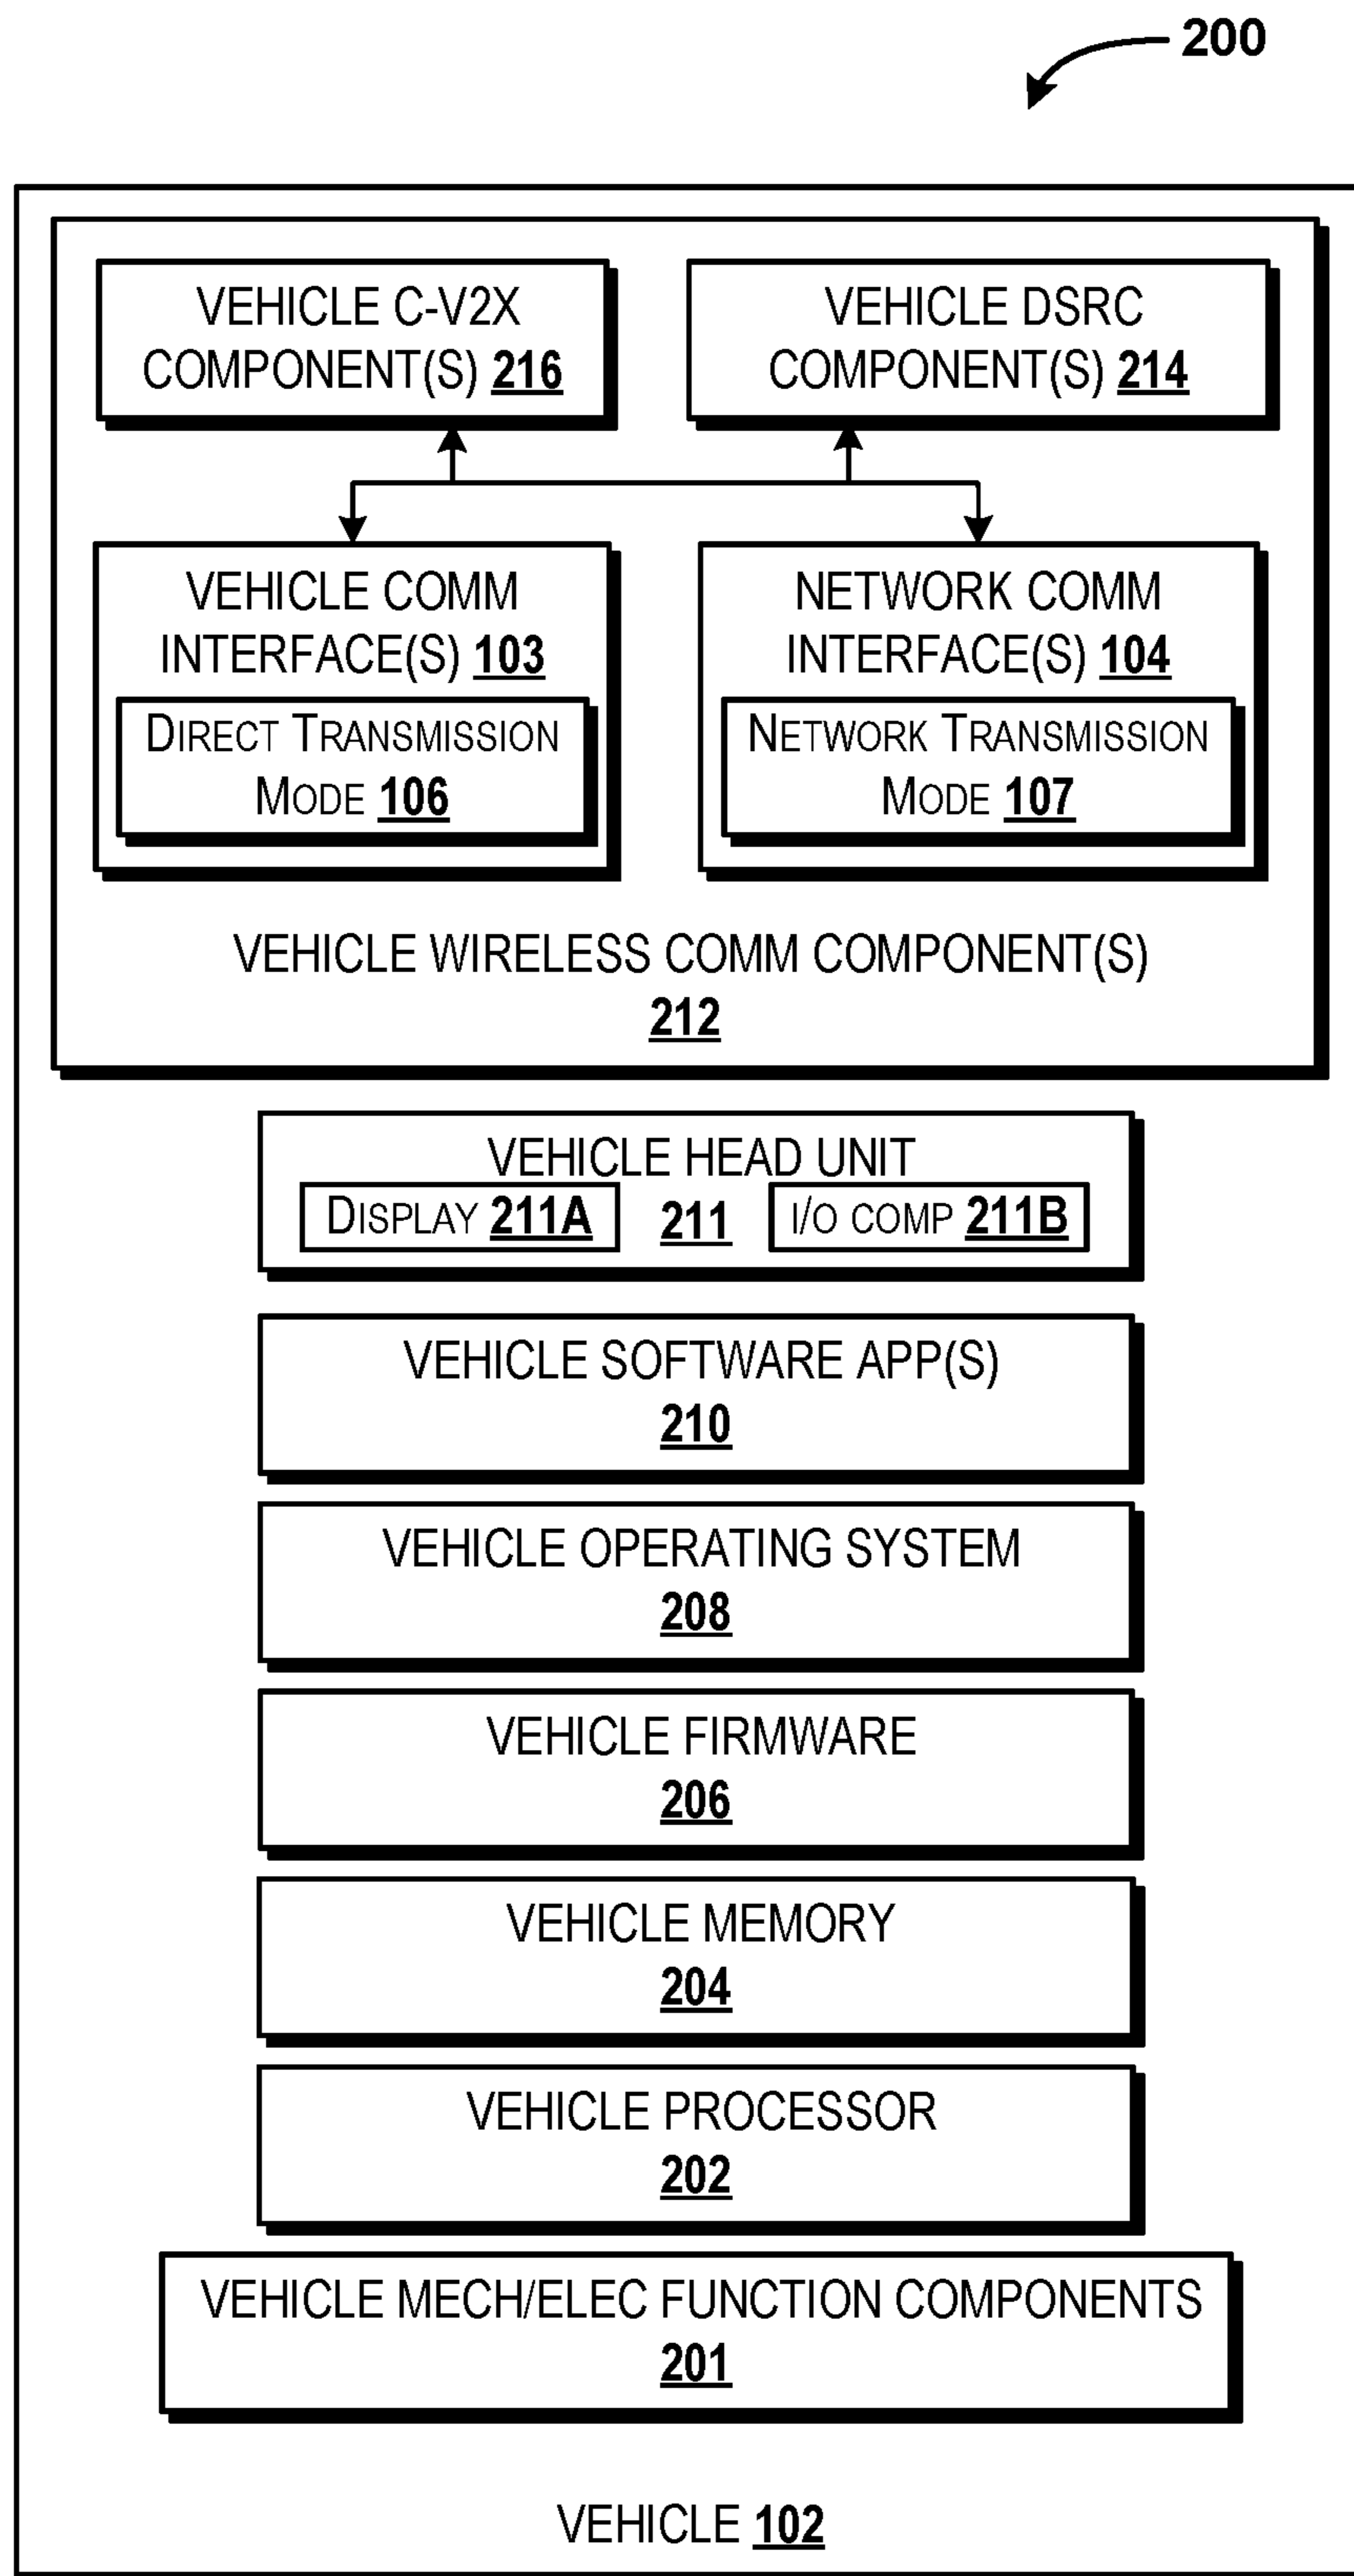 200
VEHICLE C-V2X
COMPONENT(S) 216
VEHICLE DSRC
COMPONENT(S) 214
VEHICLE COMM
INTERFACE(S) 103
DIRECT TRANSMISSION
MODE 106
NETWORK COMM
INTERFACE(S) 104
NETWORK TRANSMISSION
MODE 107
VEHICLE WIRELESS COMM COMPONENT(S)
212
VEHICLE HEAD UNIT
DISPLAY 211A
211
I/O COMP 211B
VEHICLE SOFTWARE APP(S)
210
VEHICLE OPERATING SYSTEM
208
VEHICLE FIRMWARE
206
VEHICLE MEMORY
204
VEHICLE PROCESSOR
202
VEHICLE MECH/ELEC FUNCTION COMPONENTS
201
VEHICLE 102